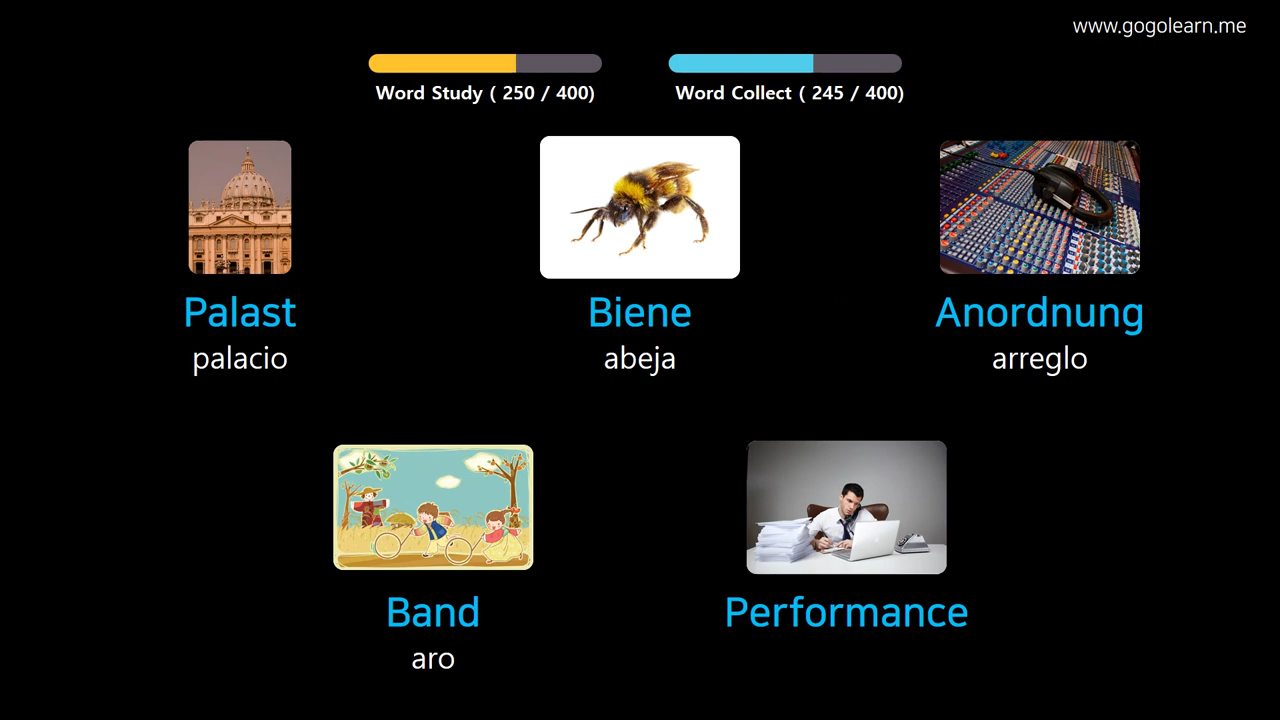 www.gogolearn.me
Word Study ( 250 / 400)
Word Collect ( 245 / 400)
Palast
palacio
Biene
abeja
Anordnung
arreglo
Band
aro
Performance